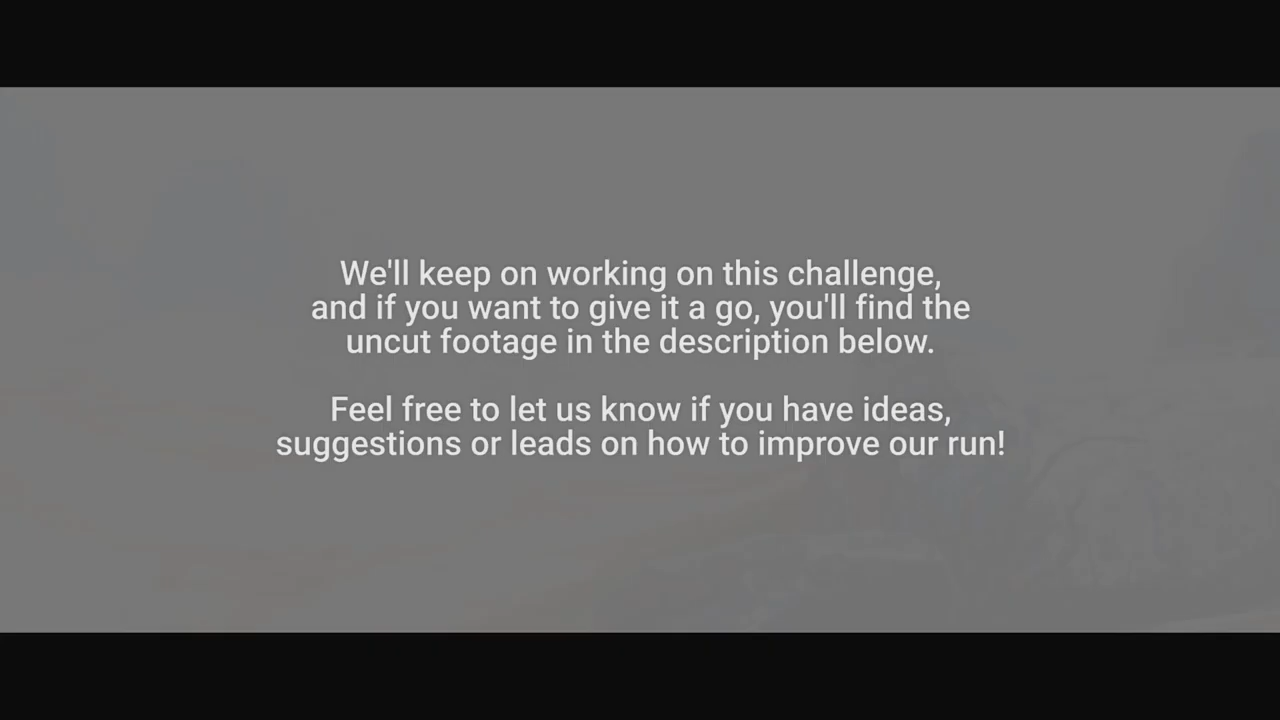 We'll keep on working on this challenge,
and if you want to give it a go, you'll find the
uncut footage in the description below.
Feel free to let us know if you have ideas,
suggestions or leads on how to improve our run!